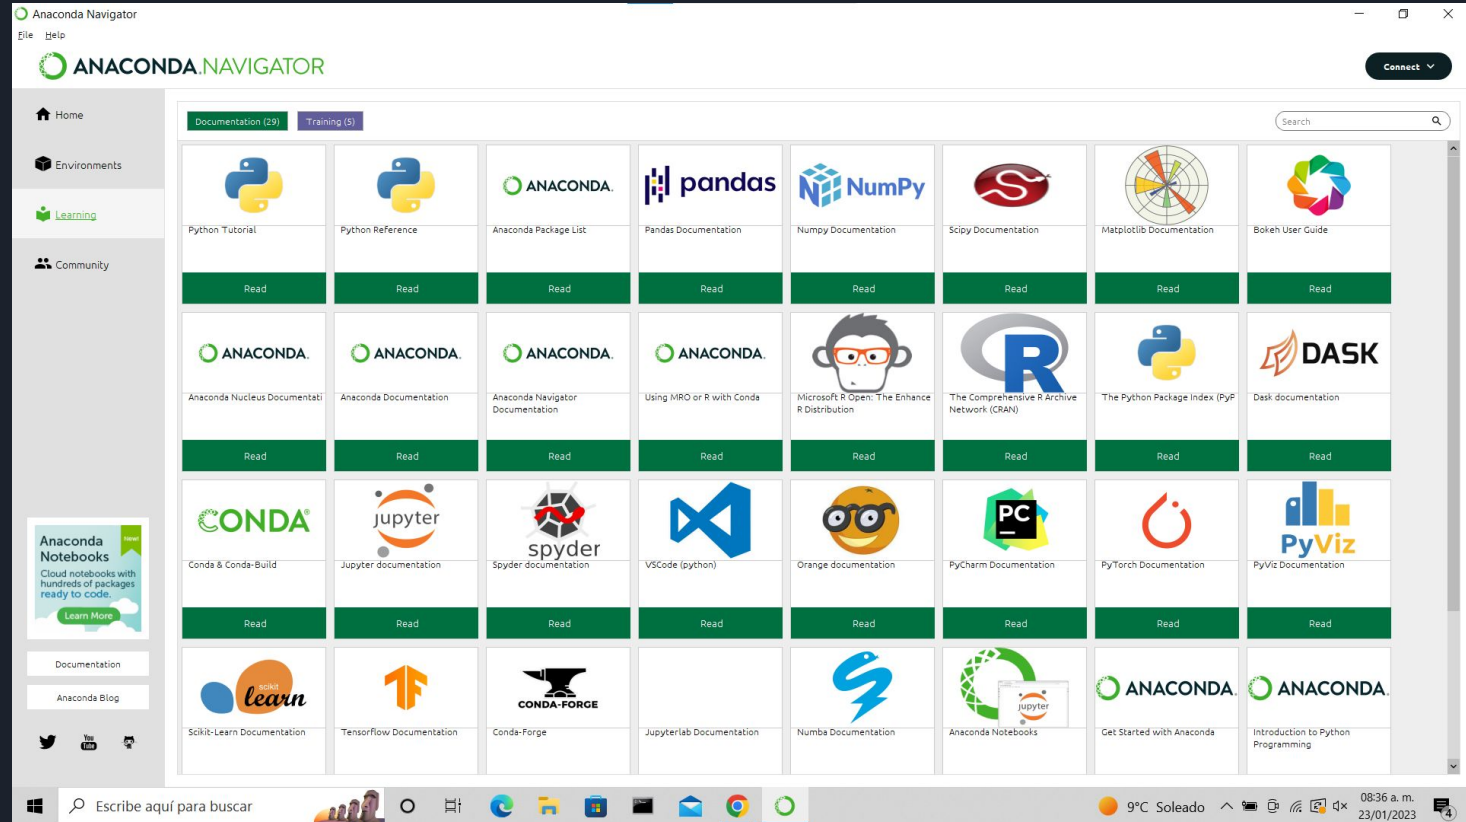 Anaconda Navigator
File Help
ANACONDA.NAVIGATOR
Connect
Home
Environments
Learning
Community
Documentation (29) Training (5)
Search
ANACONDA. pandas NumPy
Python Tutorial Python Reference Anaconda Package List Pandas Documentation Numpy Documentation Scipy Documentation Matplotlib Documentation Bokeh User Guide
Read Read Read Read Read Read Read Read
ANACONDA. ANACONDA. ANACONDA. ANACONDA. R DASK
Anaconda Nucleus Documentati Anaconda Documentation Anaconda Navigator Using MRO or R with Conda Microsoft R Open: The Enhance The Comprehensive R Archive The Python Package Index (PyP Dask documentation
Documentation R Distribution Network (CRAN)
Read Read Read Read Read Read Read Read
CONDA jupyter spyder PC PyViz
Conda & Conda-Build Jupyter documentation Spyder documentation VSCode (python) Orange documentation PyCharm Documentation PyTorch Documentation PyViz Documentation
Read Read Read Read Read Read Read Read
scikit
learn TF CONDA-FORGE jupyter ANACONDA. ANACONDA.
Scikit-Learn Documentation Tensorflow Documentation Conda-Forge Jupyterlab Documentation Numba Documentation Anaconda Notebooks Get Started with Anaconda Introduction to Python
Programming
Anaconda New!
Notebooks
Cloud notebooks with
hundreds of packages
ready to code.
Learn More
Documentation
Anaconda Blog
You
Tube
Escribe aquí para buscar
9°C Soleado
08:36 a. m.
23/01/2023
4